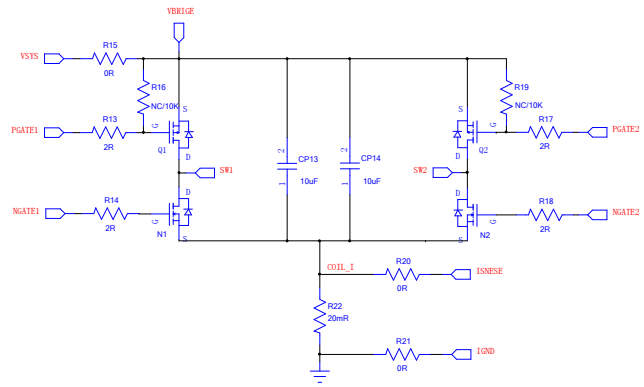 VBRIGE
VSYS
R15
0R
R16
NC/10K
R19
NC/10K
S
S
PGATE1
R13
2R
G
Q1
D
CP13
10uF
2
1
CP14
10uF
2
1
G
Q2
D
R17
2R
PGATE2
SW1
SW2
NGATE1
R14
2R
G
D
N1
S
D
G
N2
S
R18
2R
NGATE2
COIL_I
R20
0R
ISNESE
R22
20mR
R21
0R
IGND